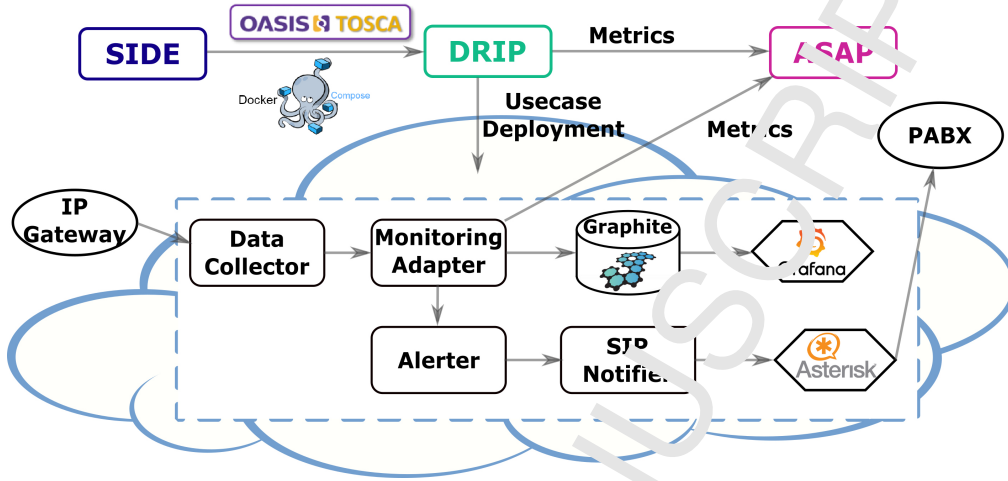 OASIS TOSCA
SIDE
DRIP
Metrics
ASAP
Docker
Compose
Usecase
Deployment
Metrics
PABX
IP
Gateway
Data
Collector
Monitoring
Adapter
Graphite
Grafana
Alerter
SIP
Notifier
Asterisk
USCRIP